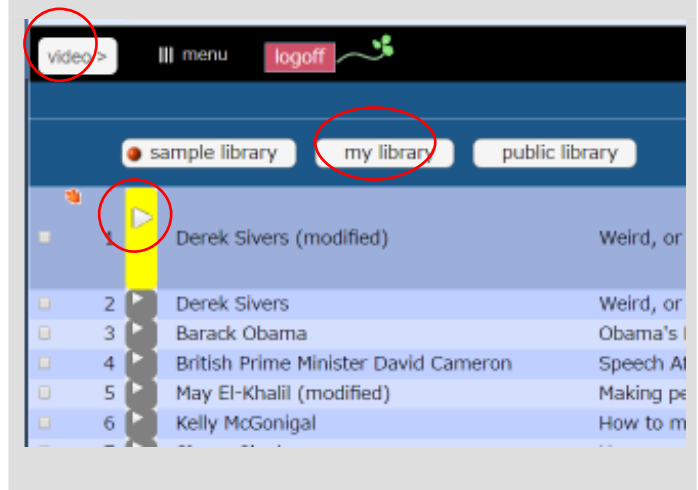 video > menu logoff
sample library my library public library
1 Derek Sivers (modified) Weird, or
2 Derek Sivers Weird, or
3 Barack Obama Obama's
4 British Prime Minister David Cameron Speech
5 May El-Khalil (modified) Making
6 Kelly McGonigal How to